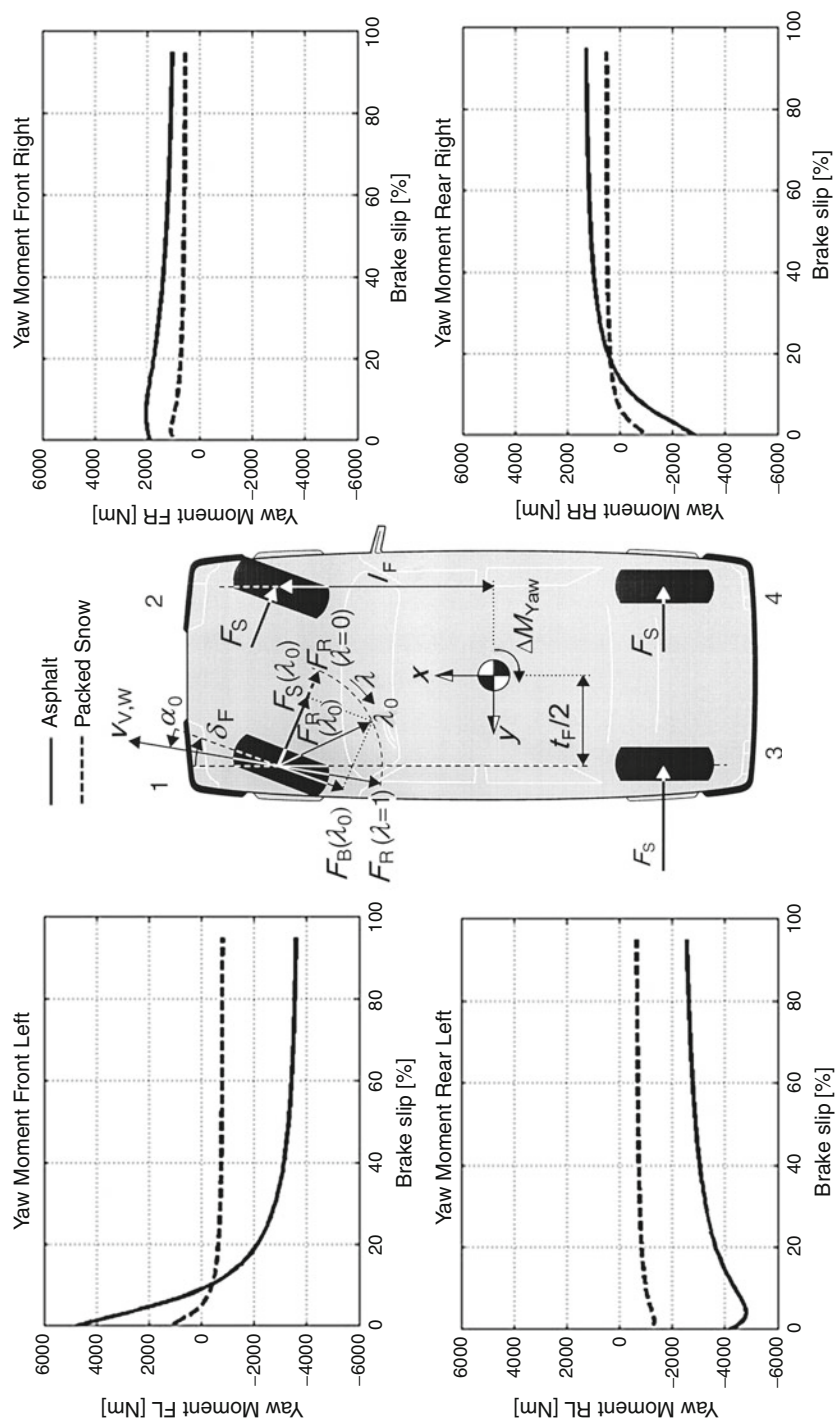 Asphalt
Packed Snow
Yaw Moment Front Left
Yaw Moment FL [Nm]
6000
4000
2000
0
−2000
−4000
−6000
0
20
40
60
80
100
Brake slip [%]
Yaw Moment Front Right
Yaw Moment FR [Nm]
6000
4000
2000
0
−2000
−4000
−6000
0
20
40
60
80
100
Brake slip [%]
1
2
v_V,W
α_0
δ_F
F_S
F_S(λ_0)
F_R
(λ=0)
F_R
(λ_0)
λ
λ_0
F_B(λ_0)
F_R (λ=1)
l_F
x
y
t_F/2
ΔM_Yaw
F_S
F_S
3
4
Yaw Moment Rear Left
Yaw Moment RL [Nm]
6000
4000
2000
0
−2000
−4000
−6000
0
20
40
60
80
100
Brake slip [%]
Yaw Moment Rear Right
Yaw Moment RR [Nm]
6000
4000
2000
0
−2000
−4000
−6000
0
20
40
60
80
100
Brake slip [%]